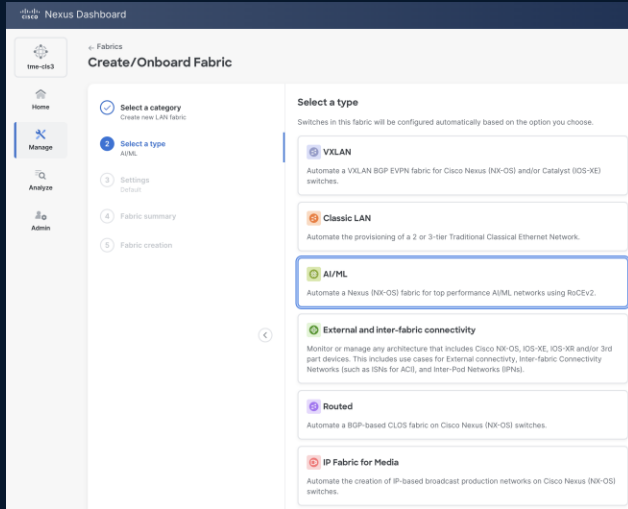 CISCO Nexus Dashboard
tme-cls3
Home
Manage
Analyze
Admin
← Fabrics
Create/Onboard Fabric
Select a category
Create new LAN fabric
2 Select a type
AI/ML
3 Settings
Default
4 Fabric summary
5 Fabric creation
Select a type
Switches in this fabric will be configured automatically based on the option you choose.
VXLAN
Automate a VXLAN BGP EVPN fabric for Cisco Nexus (NX-OS) and/or Catalyst (IOS-XE)
switches.
Classic LAN
Automate the provisioning of a 2 or 3-tier Traditional Classical Ethernet Network.
AI/ML
Automate a Nexus (NX-OS) fabric for top performance AI/ML networks using RoCEv2.
External and inter-fabric connectivity
Monitor or manage any architecture that includes Cisco NX-OS, IOS-XE, IOS-XR and/or 3rd
part devices. This includes use cases for External connectivty, Inter-fabric Connectivity
Networks (such as ISNs for ACI), and Inter-Pod Networks (IPNs).
Routed
Automate a BGP-based CLOS fabric on Cisco Nexus (NX-OS) switches.
IP Fabric for Media
Automate the creation of IP-based broadcast production networks on Cisco Nexus (NX-OS)
switches.